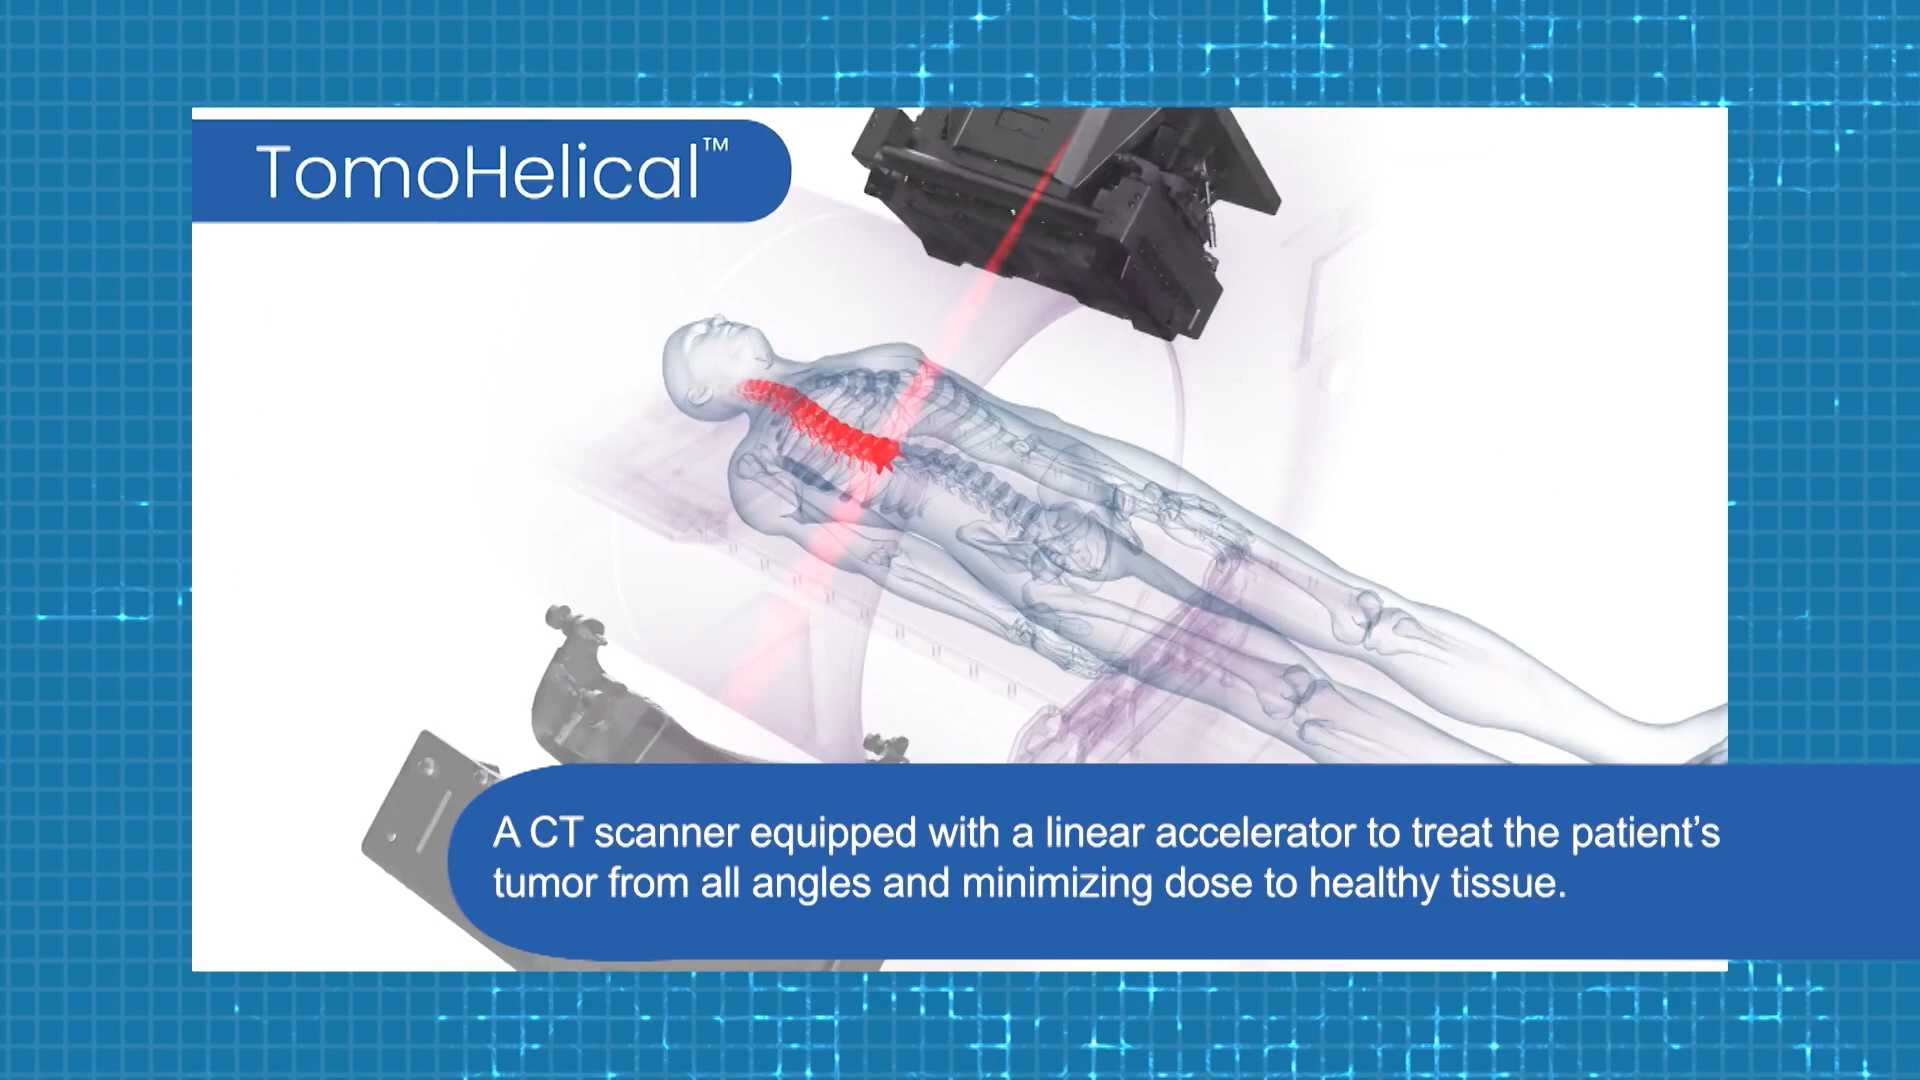 TomoHelical™
A CT scanner equipped with a linear accelerator to treat the patient’s
tumor from all angles and minimizing dose to healthy tissue.